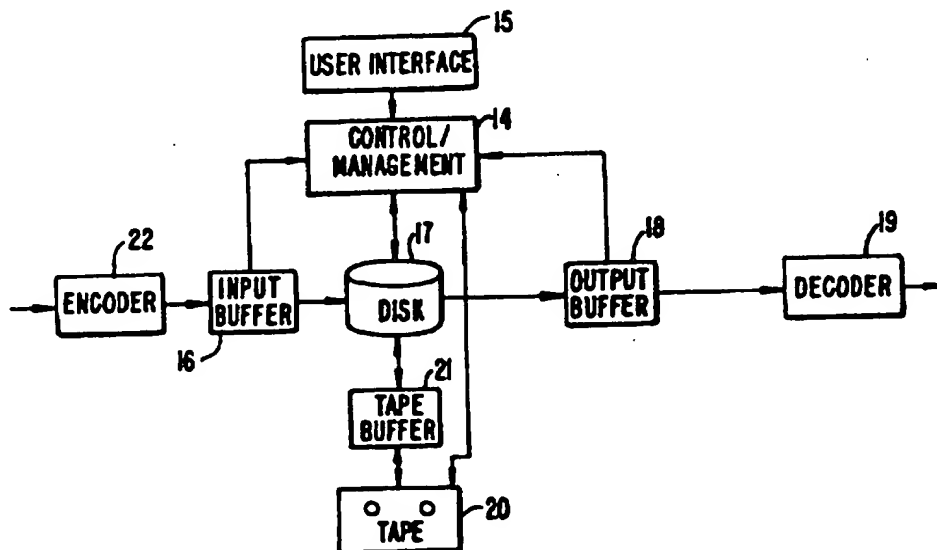 15
USER INTERFACE
14
CONTROL/
MANAGEMENT
22
ENCODER
INPUT
BUFFER
16
17
DISK
18
OUTPUT
BUFFER
19
DECODER
21
TAPE
BUFFER
TAPE
20